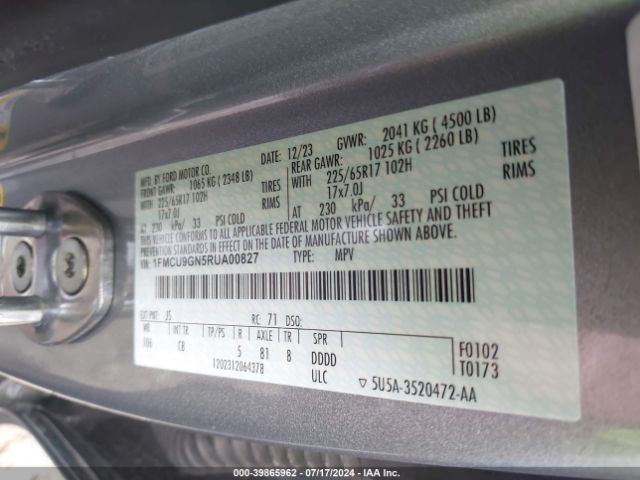 MFD. BY FORD MOTOR CO.
DATE: 12/23 GVWR: 2041 KG ( 4500 LB)
FRONT GAWR: 1065 KG ( 2348 LB) REAR GAWR: 1025 KG ( 2260 LB)
WITH 225/65R17 102H TIRES WITH 225/65R17 102H TIRES
17x7.0J RIMS 17x7.0J RIMS
AT 230 kPa/ 33 PSI COLD AT 230 kPa/ 33 PSI COLD
THIS VEHICLE CONFORMS TO ALL APPLICABLE FEDERAL MOTOR VEHICLE SAFETY AND THEFT
PREVENTION STANDARDS IN EFFECT ON THE DATE OF MANUFACTURE SHOWN ABOVE.
1FMCU9GN5RUA00827 TYPE: MPV
EXT PNT: J5 RC: 71 DSO:
WB INT TR TP/PS R AXLE TR SPR
106 CB 5 81 8 DDDD
F0102
T0173
1202312064378 ULC ▽ 5U5A-3520472-AA
000-39865962 - 07/17/2024 - IAA Inc.